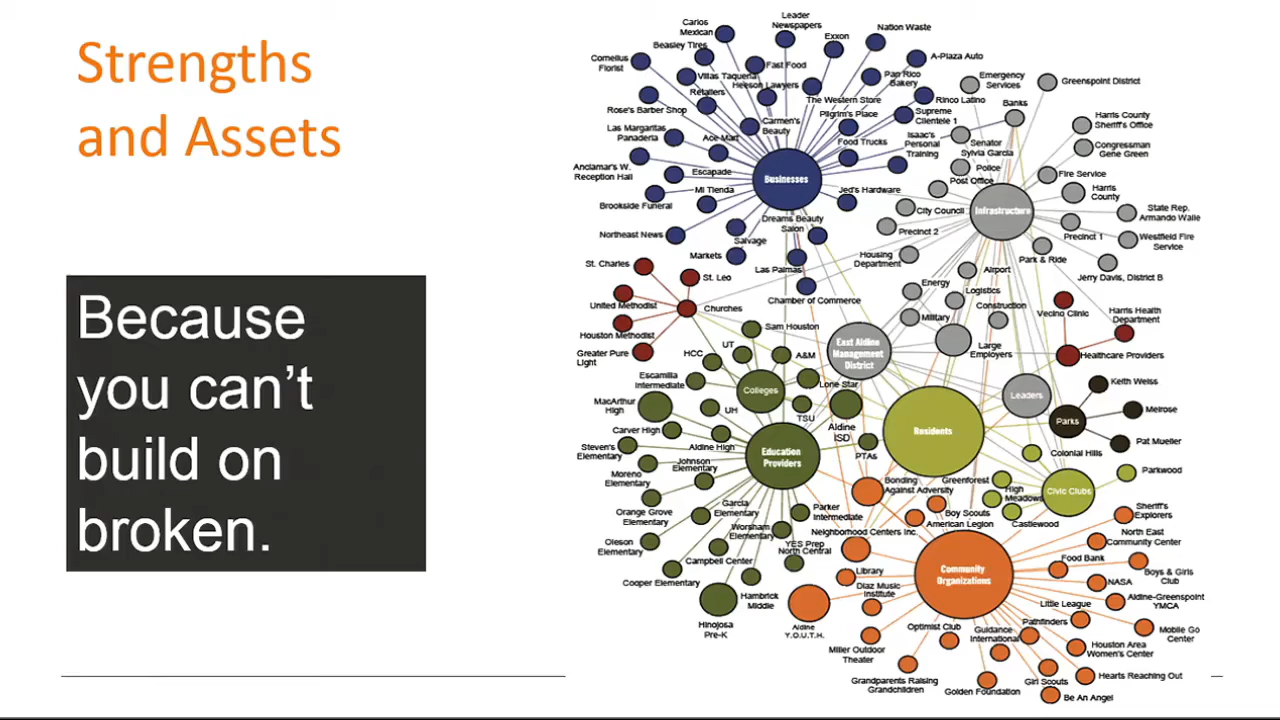 Strengths
and Assets
Because
you can't
build on
broken.
Leader
Newspapers
Carlos
Mexican
Nation Waste
Exxon
Beasley Tires
A-Plaza Auto
Cornelius
Florist
Fast Food
Villas Taqueria
Pap Rico
Bakery
Heeson Lawyers
Retailers
The Western Store
Rinco Latino
Rose's Barber Shop
Pilgrim's Place
Supreme
Clientele 1
Carmen's
Beauty
Las Margaritas
Panaderia
Ace Mart
Food Trucks
Isaac's
Personal
Training
Anclamar's W.
Reception Hall
Escapade
Businesses
Mi Tienda
Jed's Hardware
Brookside Funeral
Dreams Beauty
Salon
Northeast News
Salvage
Markets
Las Palmas
Chamber of Commerce
Emergency
Services
Greenspoint District
Banks
Harris County
Sheriff's Office
Senator
Sylvia Garcia
Congressman
Gene Green
Police
Fire Service
Post Office
Harris
County
City Council
Infrastructure
State Rep.
Armando Walle
Precinct 2
Precinct 1
Westfield Fire
Service
Housing
Department
Park & Ride
Jerry Davis, District B
Airport
Energy
Logistics
Construction
Military
Large
Employers
Vecino Clinic
Harris Health
Department
Healthcare Providers
St. Charles
St. Leo
United Methodist
Churches
Houston Methodist
Greater Pure
Light
Sam Houston
East Aldine
Management
District
UT
HCC
A&M
Escamilla
Intermediate
Colleges
Lone Star
MacArthur
High
UH
TSU
Aldine
ISD
Carver High
Aldine High
PTAs
Steven's
Elementary
Johnson
Elementary
Education
Providers
Moreno
Elementary
Garcia
Elementary
Parker
Intermediate
Orange Grove
Elementary
Worsham
Elementary
YES Prep
North Central
Oleson
Elementary
Campbell Center
Cooper Elementary
Hambrick
Middle
Hinojosa
Pre-K
Residents
Leaders
Keith Weiss
Parks
Melrose
Pat Mueller
Colonial Hills
Parkwood
Greenforest
High
Meadows
Civic Clubs
Castlewood
Bonding
Against Adversity
Boy Scouts
American Legion
Neighborhood Centers Inc.
Sheriff's
Explorers
North East
Community Center
Library
Community
Organizations
Food Bank
Boys & Girls
Club
Diaz Music
Institute
NASA
Aldine
Y.O.U.T.H.
Little League
Aldine-Greenspoint
YMCA
Optimist Club
Guidance
International
Pathfinders
Mobile Go
Center
Miller Outdoor
Theater
Houston Area
Women's Center
Grandparents Raising
Grandchildren
Golden Foundation
Girl Scouts
Hearts Reaching Out
Be An Angel